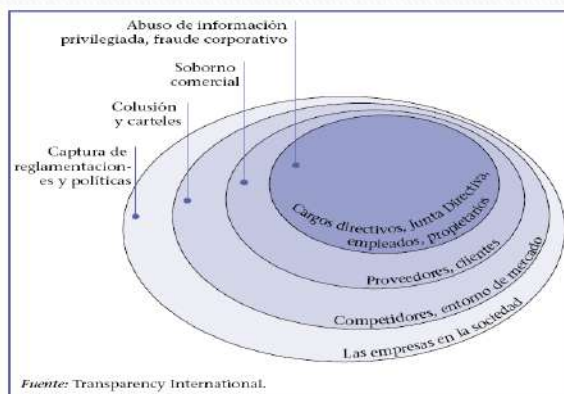 Abuso de información
privilegiada, fraude corporativo
Soborno
comercial
Colusión
y carteles
Captura de
reglamentacion-
es y políticas
Cargos directivos, Junta Directiva,
empleados, propietarios
Proveedores, clientes
Competidores, entorno de mercado
Las empresas en la sociedad
Fuente: Transparency International.